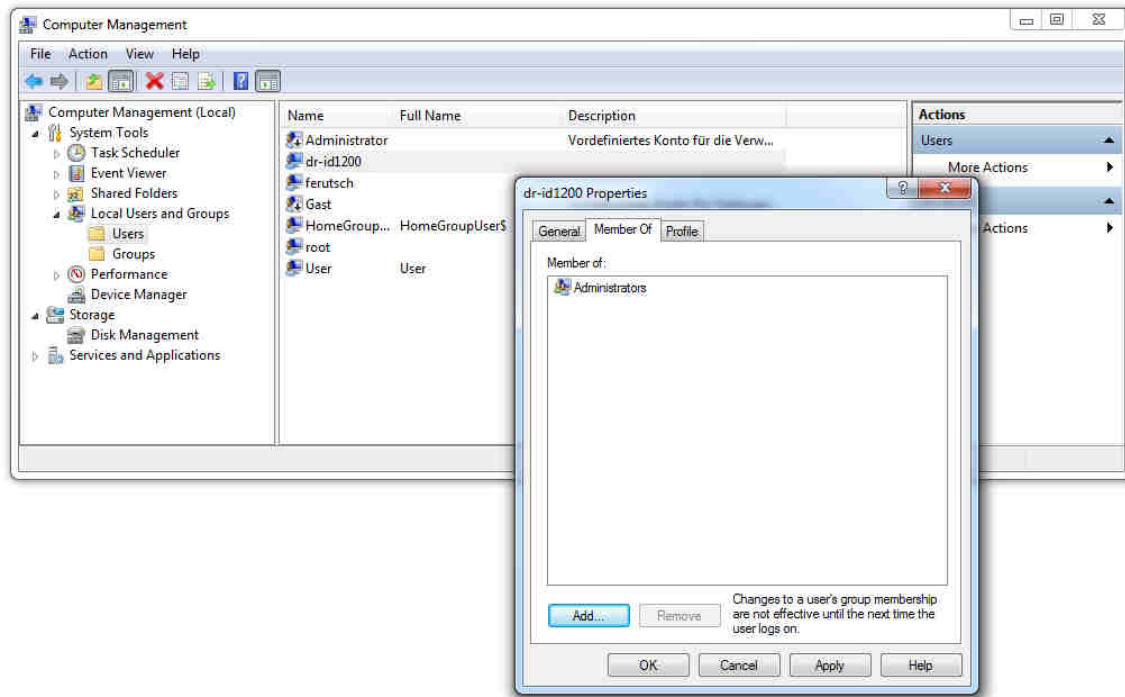 Computer Management
File Action View Help
Computer Management (Local)
System Tools
Task Scheduler
Event Viewer
Shared Folders
Local Users and Groups
Users
Groups
Performance
Device Manager
Storage
Disk Management
Services and Applications
Name Full Name Description
Administrator Vordefiniertes Konto für die Verw...
dr-id1200
ferutsch
Gast
HomeGroup... HomeGroupUser$
root
User User
Actions
Users
More Actions
Actions
dr-id1200 Properties
General Member Of Profile
Member of:
Administrators
Add... Remove
Changes to a user's group membership
are not effective until the next time the
user logs on.
OK Cancel Apply Help